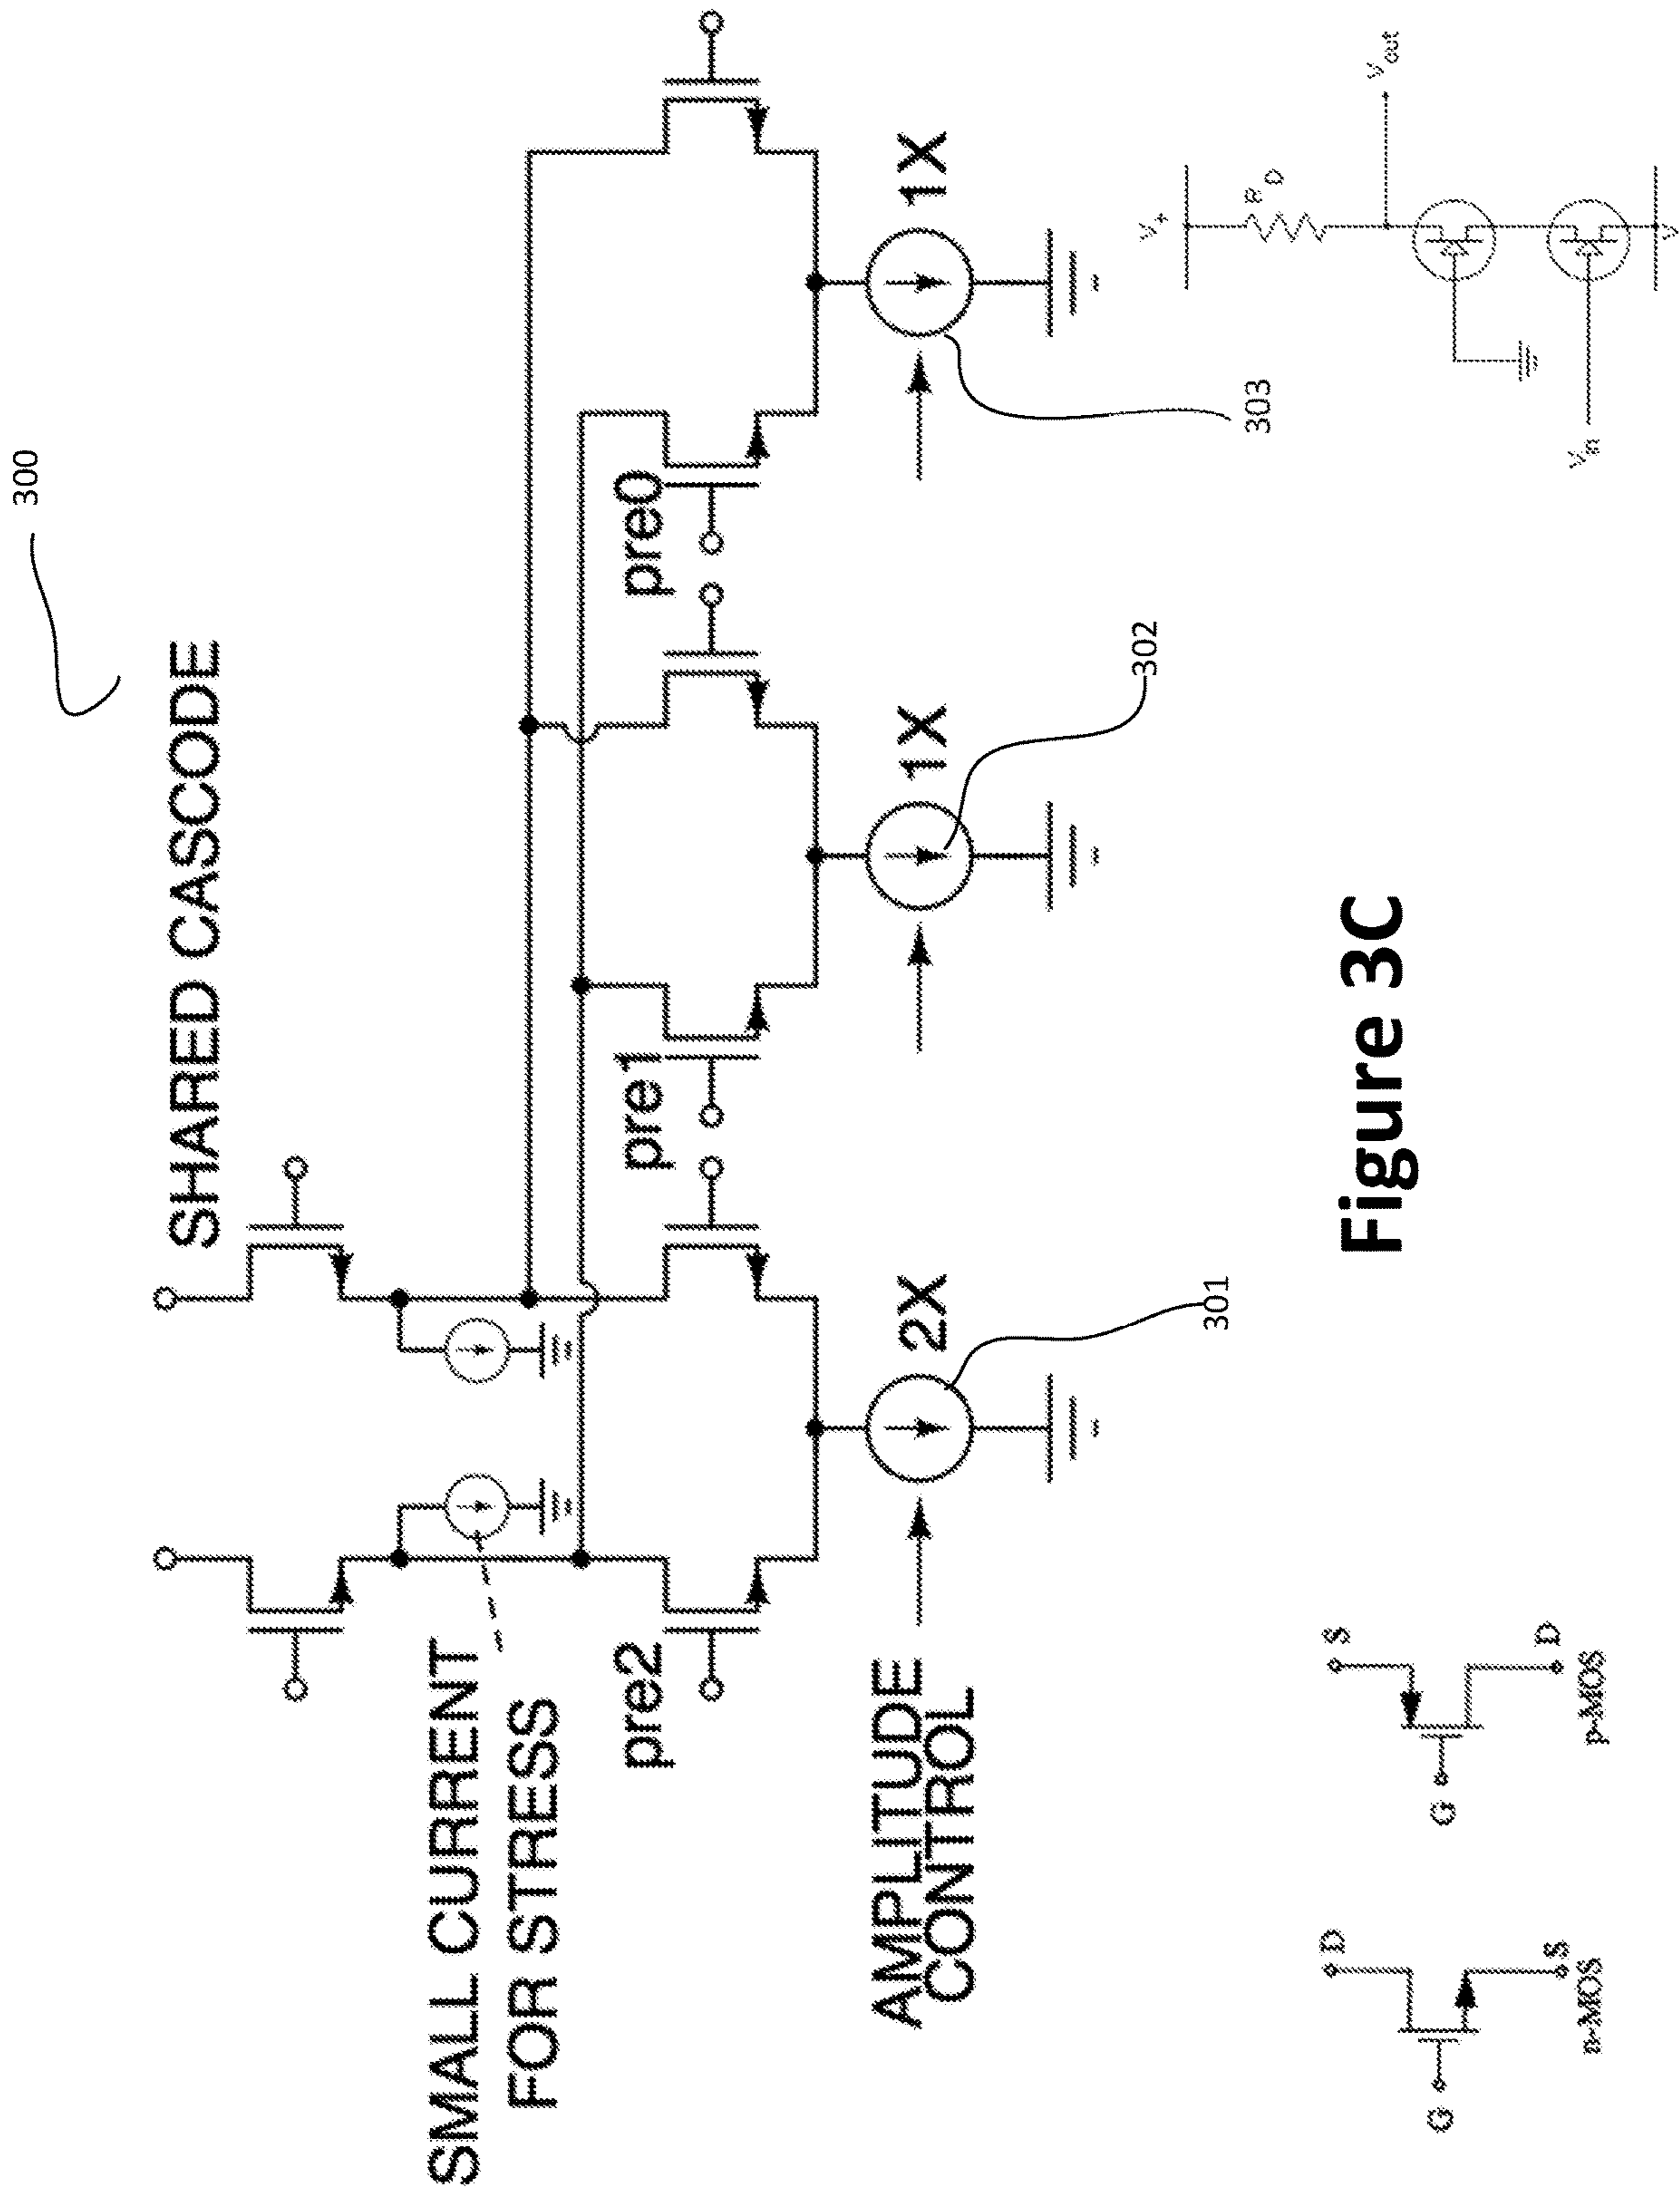 300
SHARED CASCODE
SMALL CURRENT
FOR STRESS
pre2
pre1
pre0
AMPLITUDE
CONTROL
2X
1X
1X
301
302
303
Figure 3C
D
G
S
n-MOS
S
G
D
p-MOS
V+
RD
Vout
Vin
V